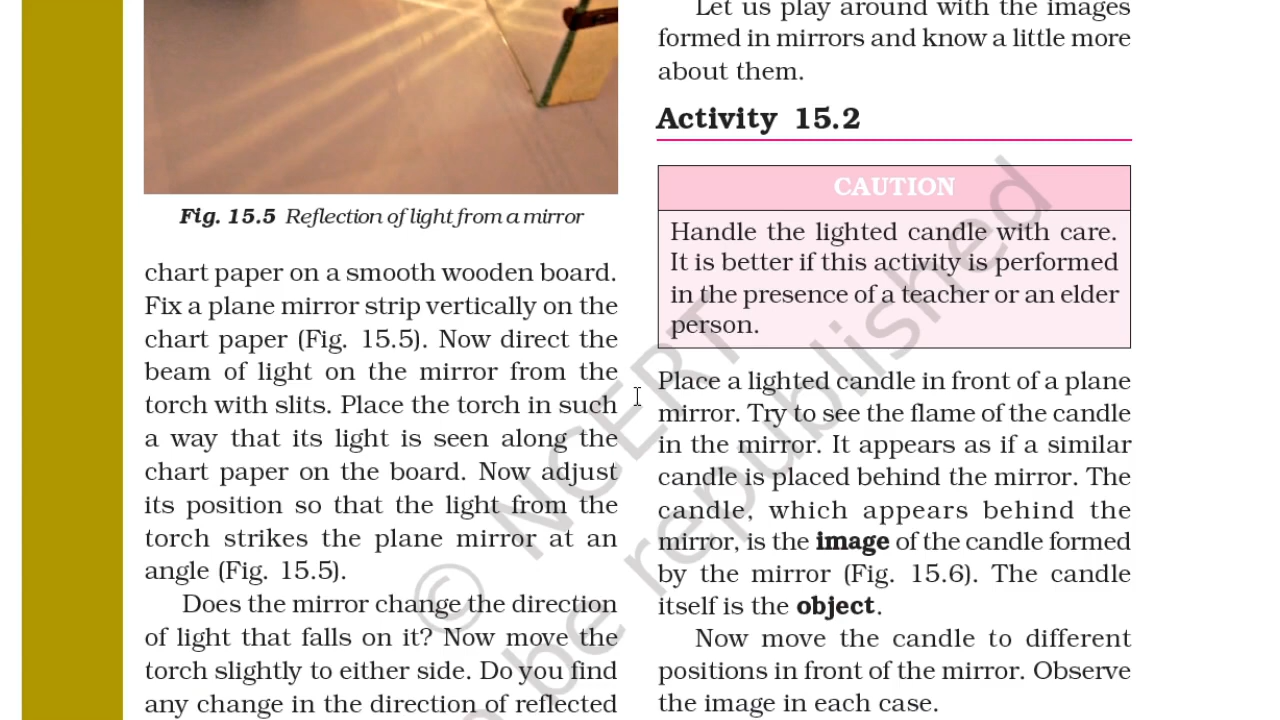 Fig. 15.5 Reflection of light from a mirror
chart paper on a smooth wooden board.
Fix a plane mirror strip vertically on the
chart paper (Fig. 15.5). Now direct the
beam of light on the mirror from the
torch with slits. Place the torch in such
a way that its light is seen along the
chart paper on the board. Now adjust
its position so that the light from the
torch strikes the plane mirror at an
angle (Fig. 15.5).
Does the mirror change the direction
of light that falls on it? Now move the
torch slightly to either side. Do you find
any change in the direction of reflected
Let us play around with the images
formed in mirrors and know a little more
about them.
Activity 15.2
CAUTION
Handle the lighted candle with care.
It is better if this activity is performed
in the presence of a teacher or an elder
person.
Place a lighted candle in front of a plane
mirror. Try to see the flame of the candle
in the mirror. It appears as if a similar
candle is placed behind the mirror. The
candle, which appears behind the
mirror, is the image of the candle formed
by the mirror (Fig. 15.6). The candle
itself is the object.
Now move the candle to different
positions in front of the mirror. Observe
the image in each case.
© NCERT
be republished